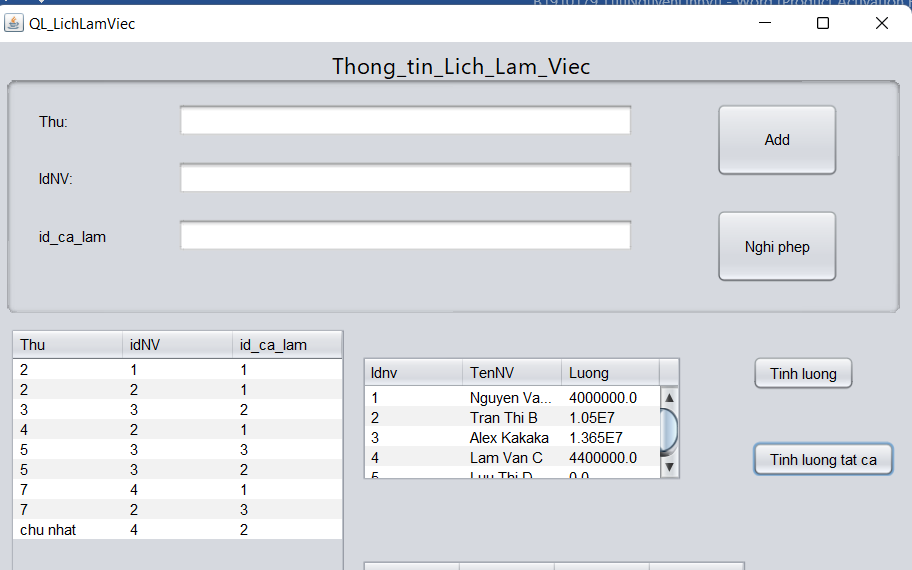 QL_LichLamViec
Thong_tin_Lich_Lam_Viec
Thu:
Add
IdNV:
id_ca_lam
Nghi phep
Thu idNV id_ca_lam
2 1 1
2 2 1
3 3 2
4 2 1
5 3 3
5 3 2
7 4 1
7 2 3
chu nhat 4 2
Idnv TenNV Luong
1 Nguyen Va... 4000000.0
2 Tran Thi B 1.05E7
3 Alex Kakaka 1.365E7
4 Lam Van C 4400000.0
5 Luu Thi D 0.0
Tinh luong
Tinh luong tat ca